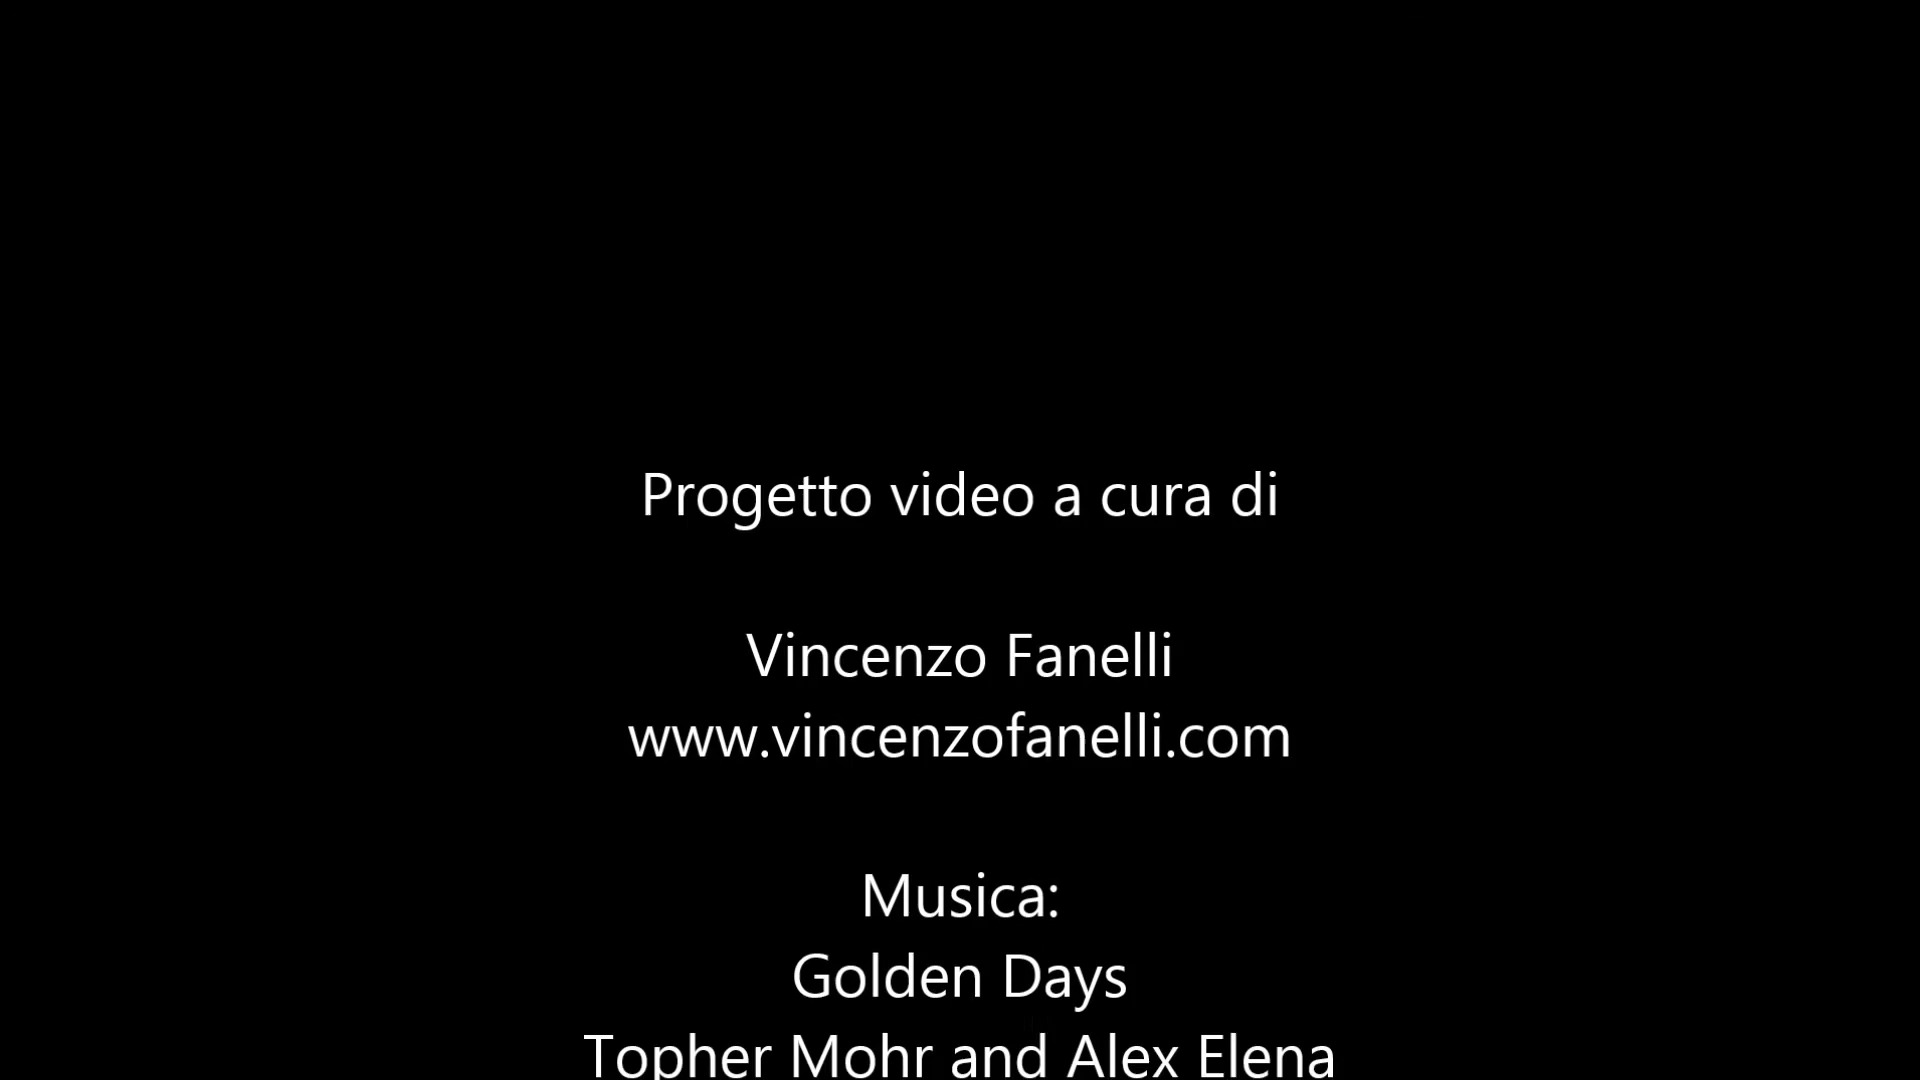 Progetto video a cura di
Vincenzo Fanelli
www.vincenzofanelli.com
Musica:
Golden Days
Topher Mohr and Alex Elena